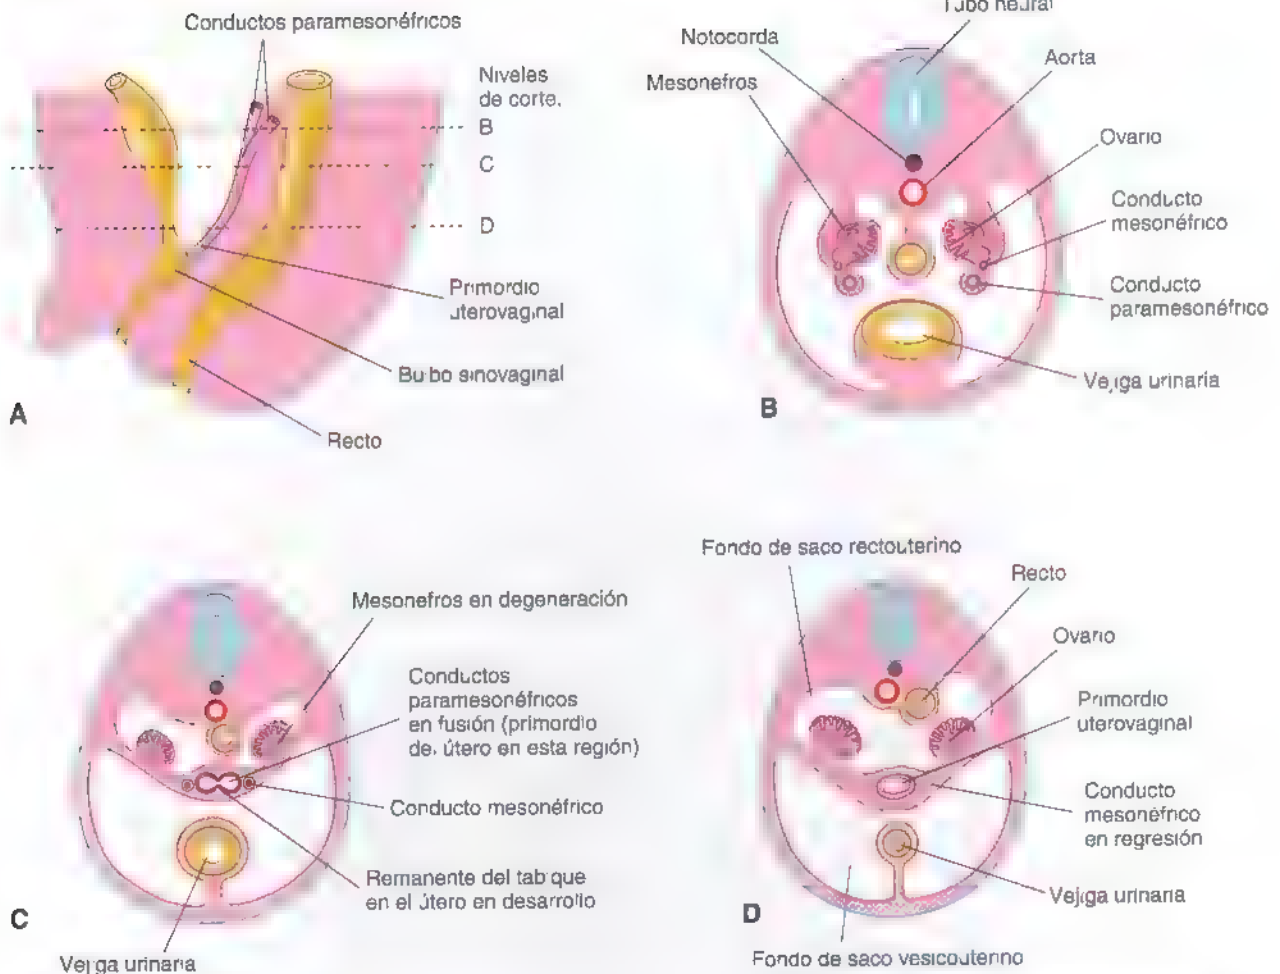 Conductos paramesonéfricos
Niveles
de corte.
B
C
D
Primordio
uterovaginal
Bulbo sinovaginal
Recto
A
Tubo neural
Notocorda
Aorta
Mesonefros
Ovario
Conducto
mesonéfrico
Conducto
paramesonéfrico
Vejiga urinaria
B
Mesonefros en degeneración
Conductos
paramesonéfricos
en fusión (primordio
del útero en esta región)
Conducto mesonéfrico
Remanente del tabique
en el útero en desarrollo
C
Vejiga urinaria
Fondo de saco rectouterino
Recto
Ovario
Primordio
uterovaginal
Conducto
mesonéfrico
en regresión
Vejiga urinaria
D
Fondo de saco vesicouterino